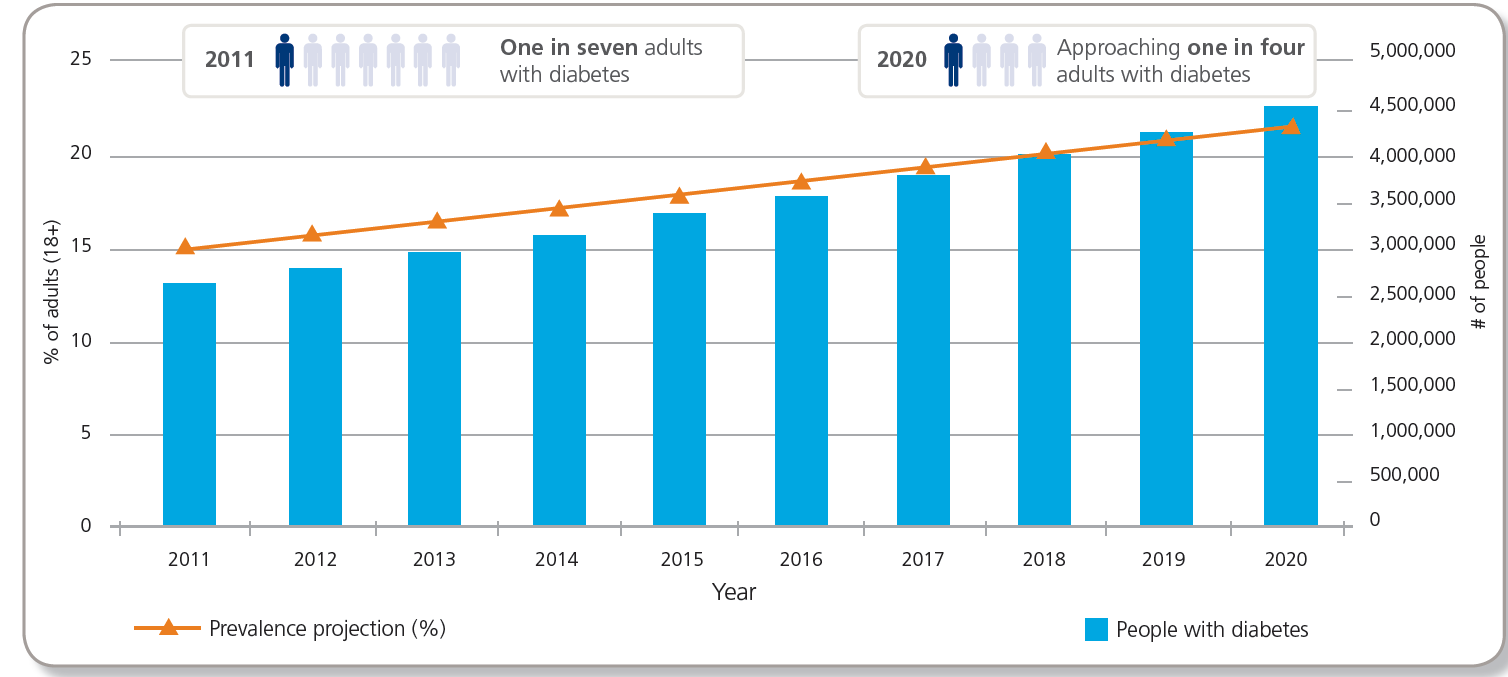 2011
One in seven adults
with diabetes
2020
Approaching one in four
adults with diabetes
25
20
15
10
5
0
% of adults (18+)
5,000,000
4,500,000
4,000,000
3,500,000
3,000,000
2,500,000
2,000,000
1,500,000
1,000,000
500,000
0
# of people
2011 2012 2013 2014 2015 2016 2017 2018 2019 2020
Year
Prevalence projection (%)
People with diabetes